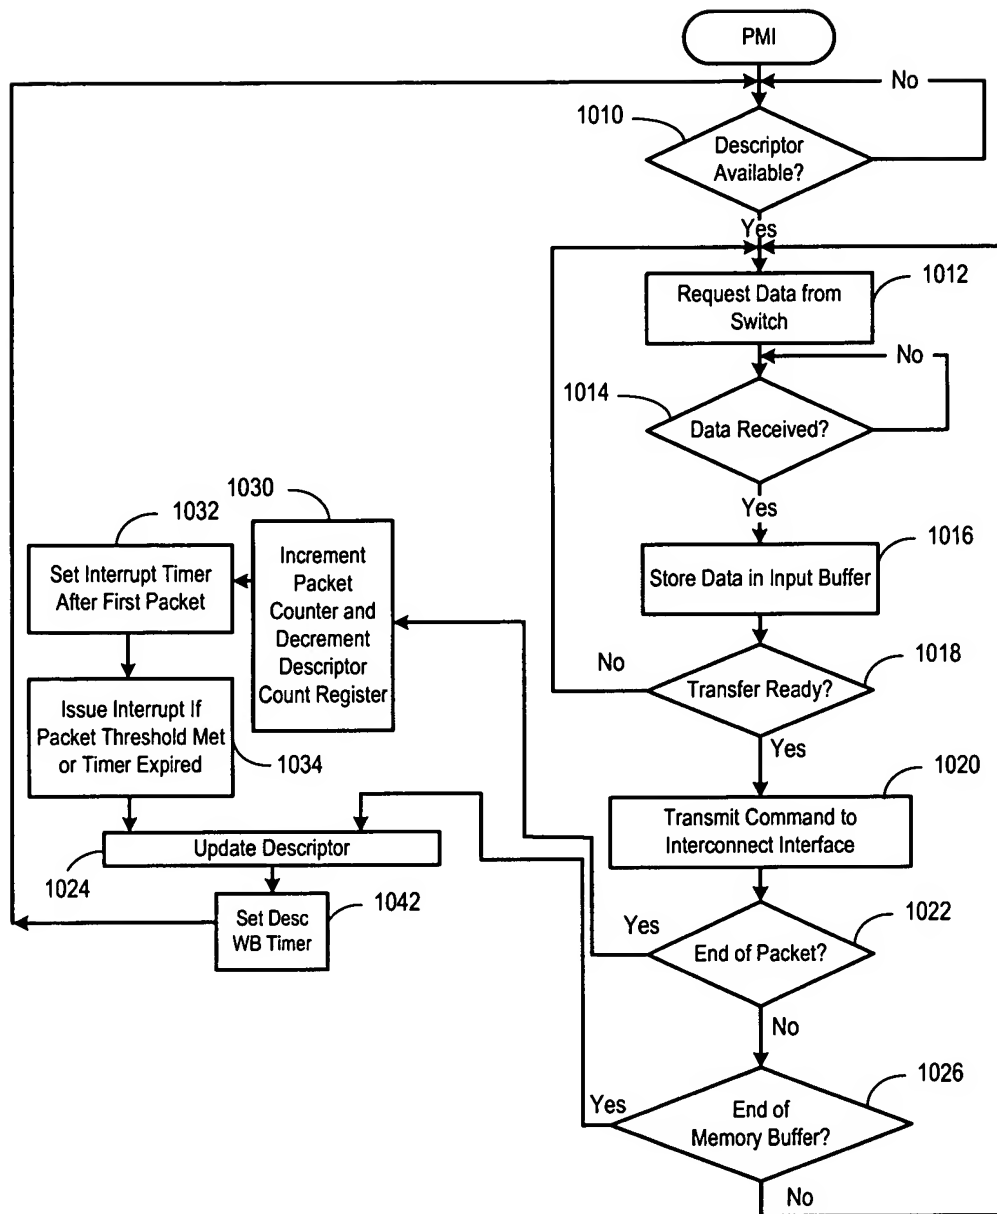 PMI
No
1010
Descriptor
Available?
Yes
1012
Request Data from
Switch
No
1014
Data Received?
Yes
1016
Store Data in Input Buffer
No
1018
Transfer Ready?
Yes
1020
Transmit Command to
Interconnect Interface
1022
Yes
End of Packet?
No
1026
Yes
End of
Memory Buffer?
No
1030
Increment
Packet
Counter and
Decrement
Descriptor
Count Register
1032
Set Interrupt Timer
After First Packet
Issue Interrupt If
Packet Threshold Met
or Timer Expired
1034
Update Descriptor
1024
1042
Set Desc
WB Timer